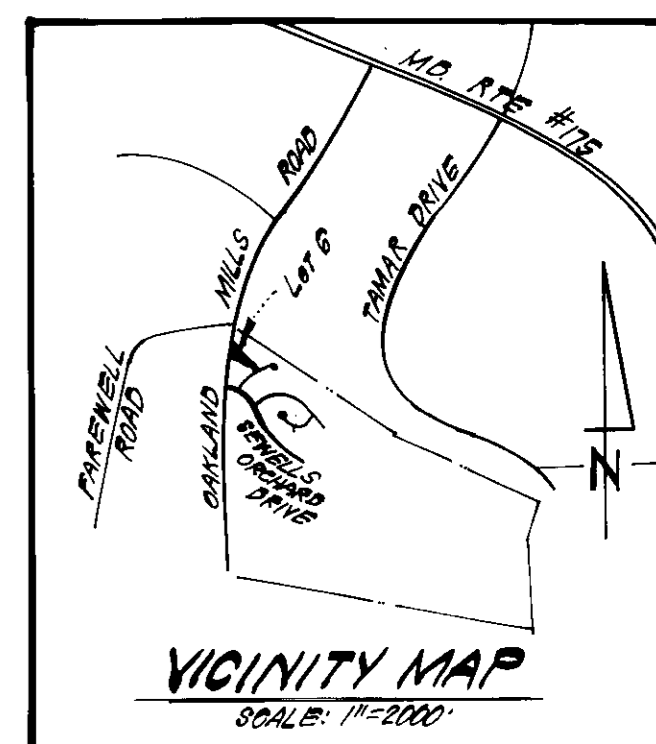 MD. RTE #175
OAKLAND MILLS ROAD
TAMAR DRIVE
LOT 6
FAREWELL
ROAD
SEWELLS
ORCHARD
DRIVE
N
VICINITY MAP
SCALE: 1"=2000'